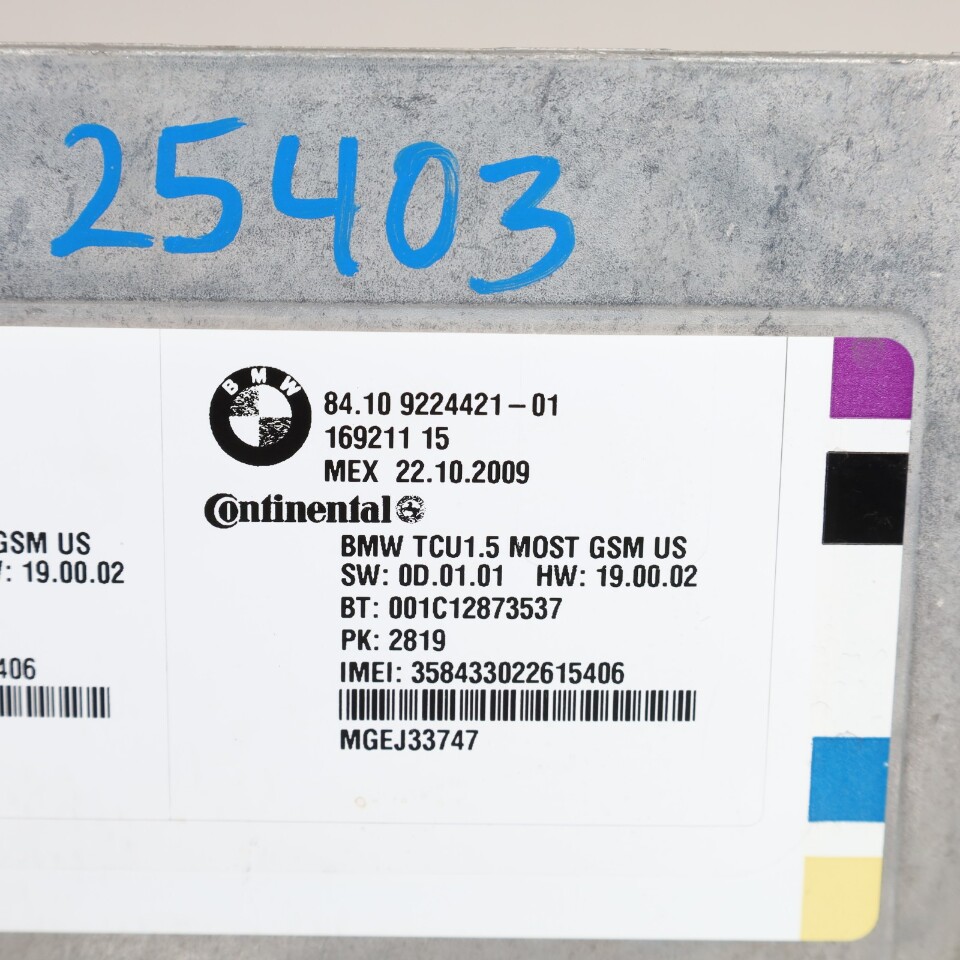 25403
BMW
84.10 9224421-01
169211 15
MEX 22.10.2009
Continental
BMW TCU1.5 MOST GSM US
SW: 0D.01.01 HW: 19.00.02
BT: 001C12873537
PK: 2819
IMEI: 358433022615406
MGEJ33747
GSM US
: 19.00.02
406